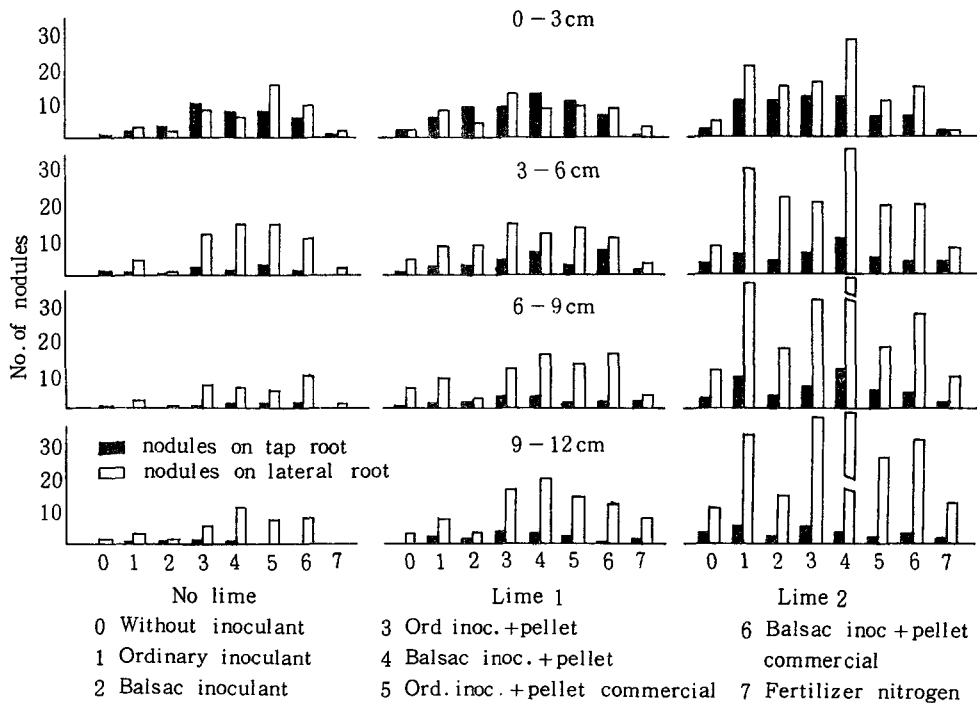 0-3cm
30
20
10
3-6cm
30
20
10
No. of nodules
6-9cm
30
20
10
nodules on tap root
nodules on lateral root
9-12cm
30
20
10
0 1 2 3 4 5 6 7
0 1 2 3 4 5 6 7
0 1 2 3 4 5 6 7
No lime
Lime 1
Lime 2
0 Without inoculant
1 Ordinary inoculant
2 Balsac inoculant
3 Ord inoc.+pellet
4 Balsac inoc.+pellet
5 Ord. inoc.+pellet commercial
6 Balsac inoc+pellet
commercial
7 Fertilizer nitrogen